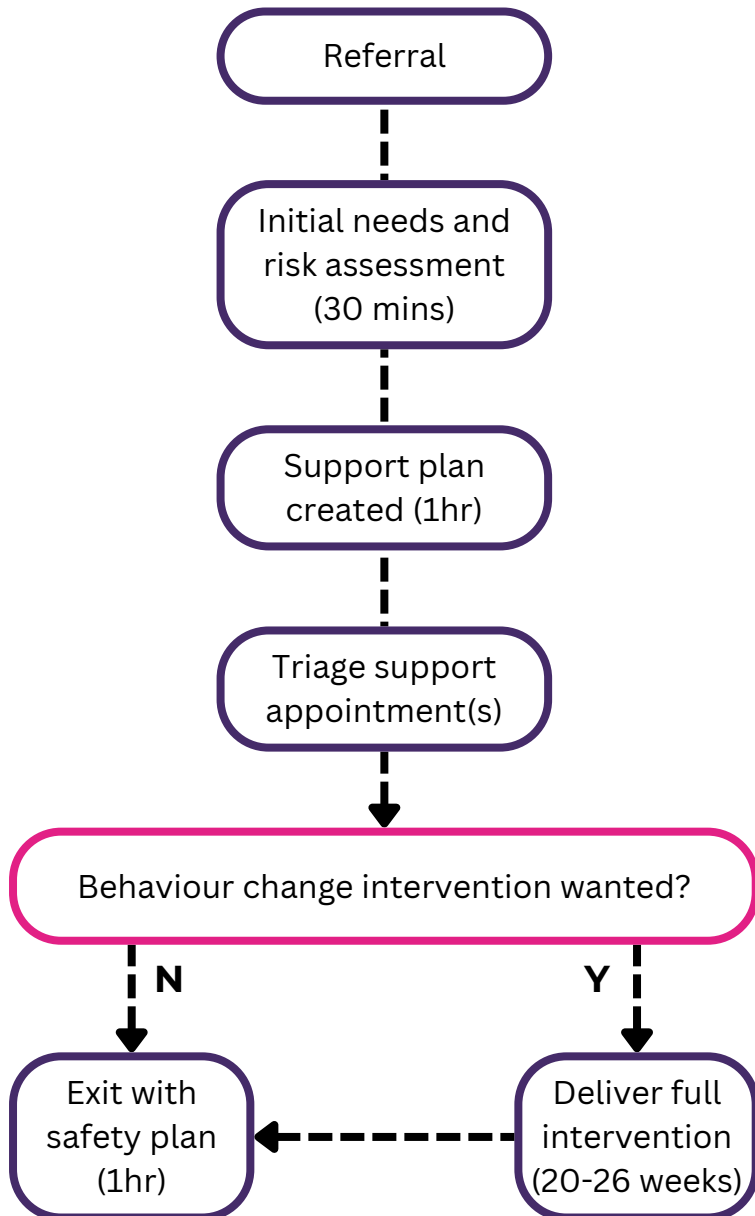 Referral
Initial needs and
risk assessment
(30 mins)
Support plan
created (1hr)
Triage support
appointment(s)
Behaviour change intervention wanted?
N
Y
Exit with
safety plan
(1hr)
Deliver full
intervention
(20-26 weeks)